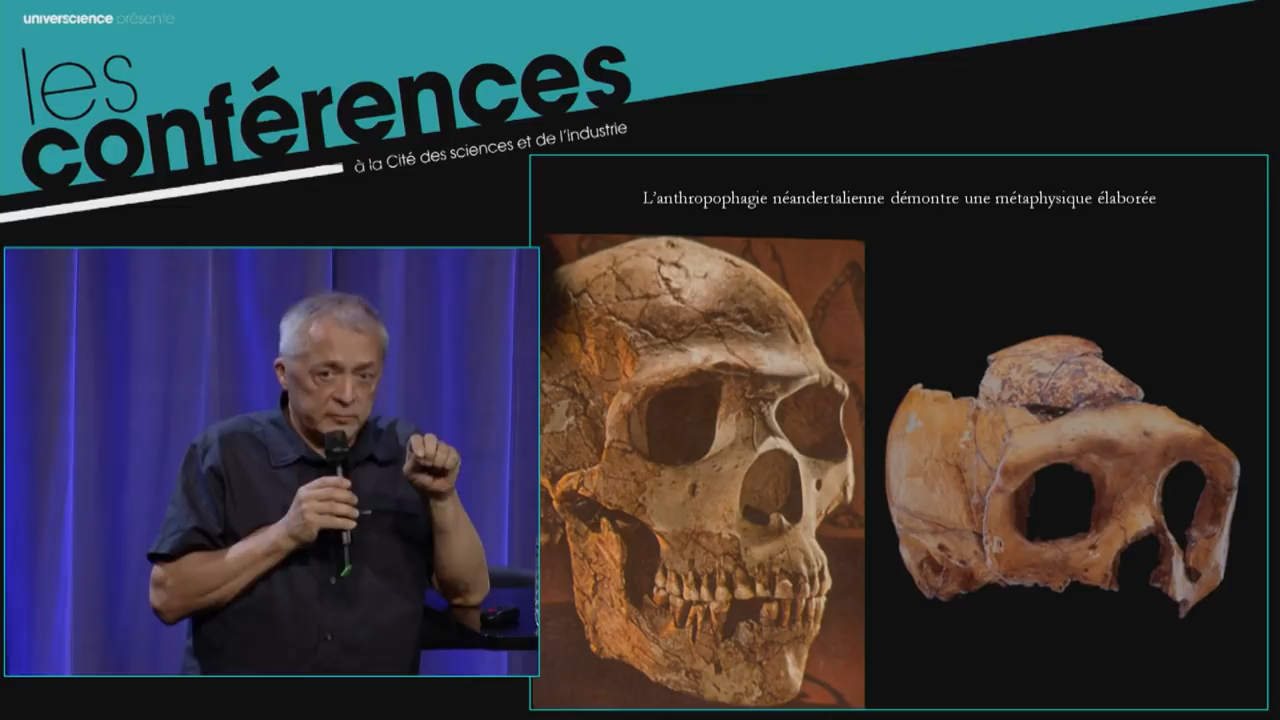 universcience présente
les
conférences
à la Cité des sciences et de l'industrie
L'anthropophagie néandertalienne démontre une métaphysique élaborée